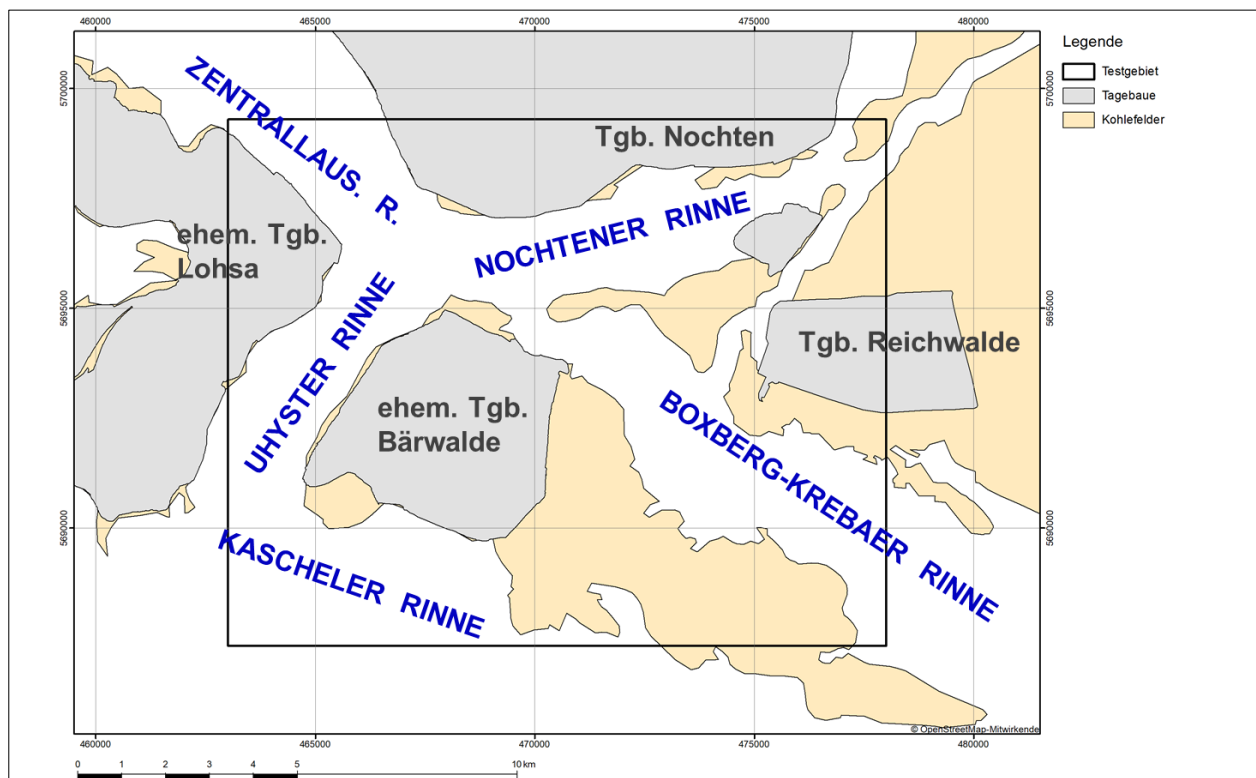 460000 465000 470000 475000 480000
Legende
Testgebiet
Tagebaue
Kohlefelder
5700000 5700000
ZENTRALLAUS. R.
Tgb. Nochten
NOCHTENER RINNE
ehem. Tgb.
Lohsa
5695000 5695000
UHYSTER RINNE
Tgb. Reichwalde
ehem. Tgb.
Bärwalde
BOXBERG-KREBAER RINNE
5690000 5690000
KASCHELER RINNE
© OpenStreetMap-Mitwirkende
460000 465000 470000 475000 480000
0 1 2 3 4 5 10 km